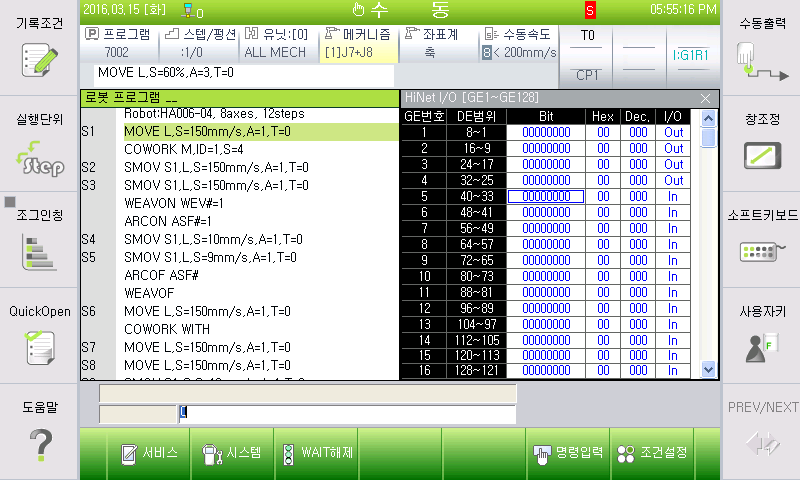 2016.03.15 [화] 0 수 동 S 05:55:16 PM
기록조건
실행단위
Step
조그인칭
QuickOpen
도움말
?
P 프로그램
7002
스텝/펑션
:1/0
유닛:[0]
ALL MECH
메커니즘
[1]J7+J8
좌표계
축
수동속도
8< 200mm/s
T0
CP1
I:G1R1
MOVE L,S=60%,A=3,T=0
로봇 프로그램 __
Robot:HA006-04, 8axes, 12steps
S1 MOVE L,S=150mm/s,A=1,T=0
COWORK M,ID=1,S=4
S2 SMOV S1,L,S=150mm/s,A=1,T=0
S3 SMOV S1,L,S=150mm/s,A=1,T=0
WEAVON WEV#=1
ARCON ASF#=1
S4 SMOV S1,L,S=10mm/s,A=1,T=0
S5 SMOV S1,L,S=9mm/s,A=1,T=0
ARCOF ASF#
WEAVOF
S6 MOVE L,S=150mm/s,A=1,T=0
COWORK WITH
S7 MOVE L,S=150mm/s,A=1,T=0
S8 MOVE L,S=150mm/s,A=1,T=0
HiNet I/O [GE1~GE128]
GE번호 DE범위 Bit Hex Dec, I/O
1 8~1 00000000 00 000 Out
2 16~9 00000000 00 000 Out
3 24~17 00000000 00 000 Out
4 32~25 00000000 00 000 Out
5 40~33 00000000 00 000 In
6 48~41 00000000 00 000 In
7 56~49 00000000 00 000 In
8 64~57 00000000 00 000 In
9 72~65 00000000 00 000 In
10 80~73 00000000 00 000 In
11 88~81 00000000 00 000 In
12 96~89 00000000 00 000 In
13 104~97 00000000 00 000 In
14 112~105 00000000 00 000 In
15 120~113 00000000 00 000 In
16 128~121 00000000 00 000 In
수동출력
창조정
소프트키보드
사용자키
F
PREV/NEXT
서비스
시스템
WAIT해제
명령입력
조건설정